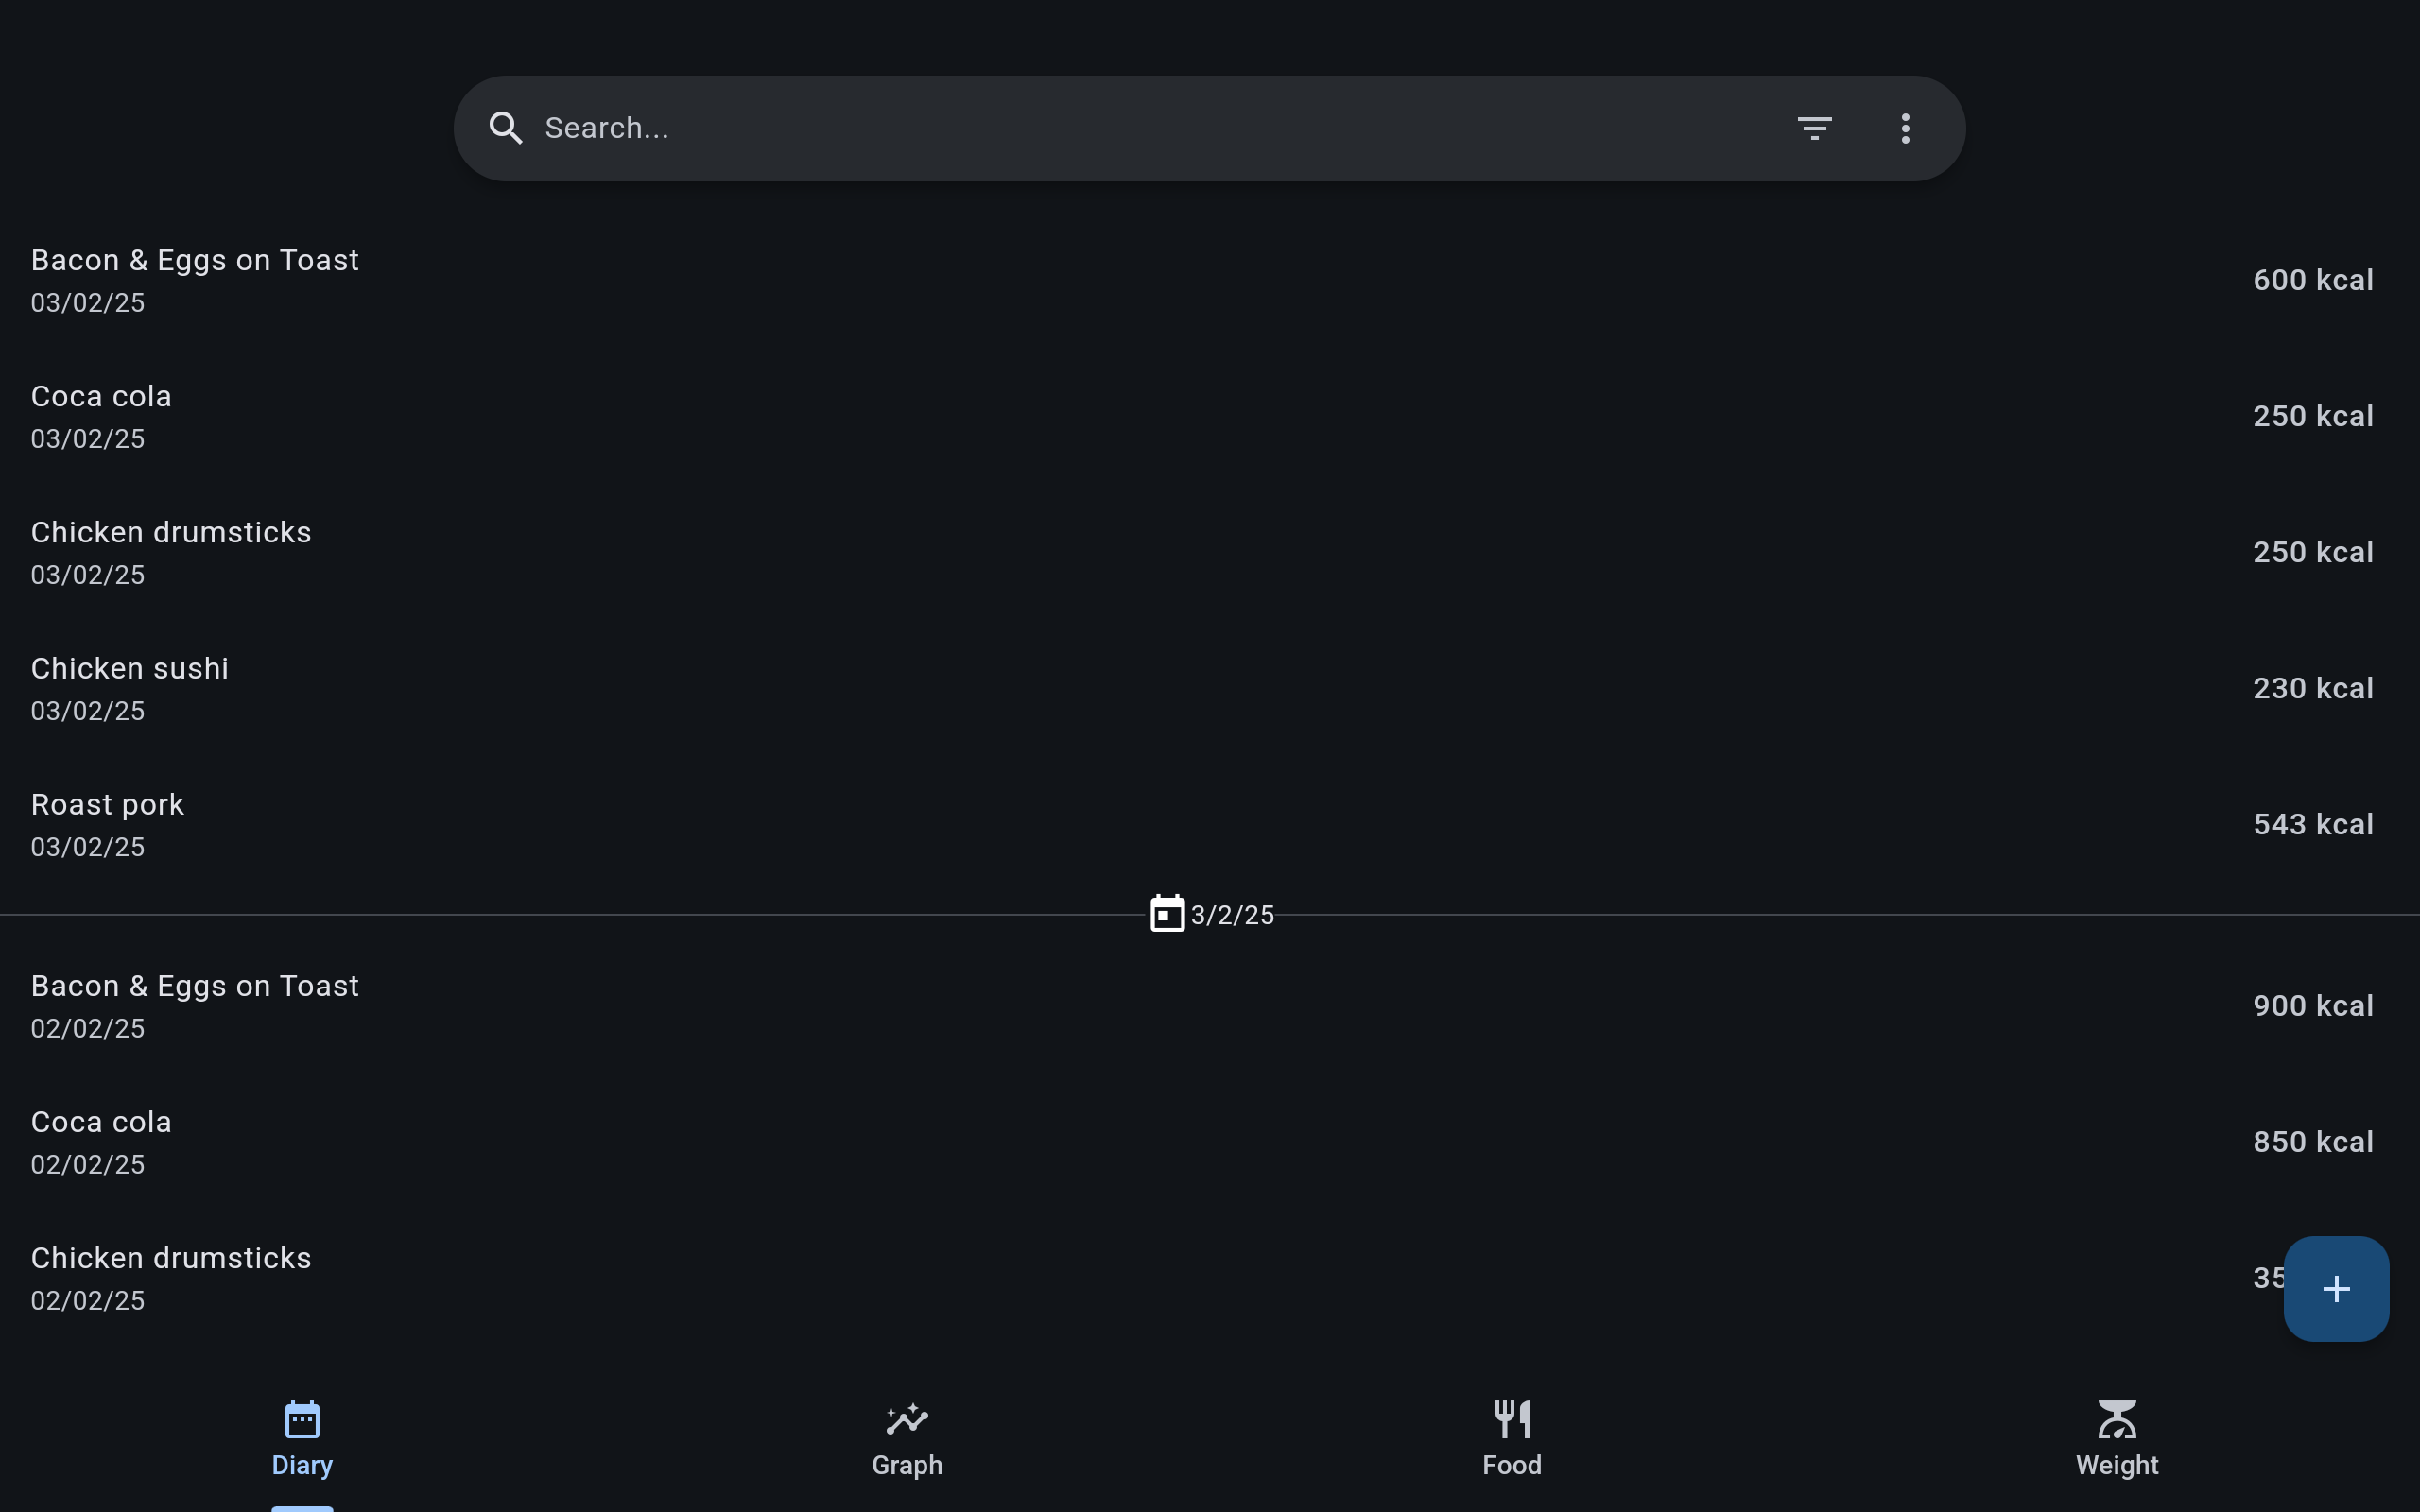 Search...
Bacon & Eggs on Toast
03/02/25
600 kcal
Coca cola
03/02/25
250 kcal
Chicken drumsticks
03/02/25
250 kcal
Chicken sushi
03/02/25
230 kcal
Roast pork
03/02/25
543 kcal
3/2/25
Bacon & Eggs on Toast
02/02/25
900 kcal
Coca cola
02/02/25
850 kcal
Chicken drumsticks
02/02/25
Diary
Graph
Food
Weight